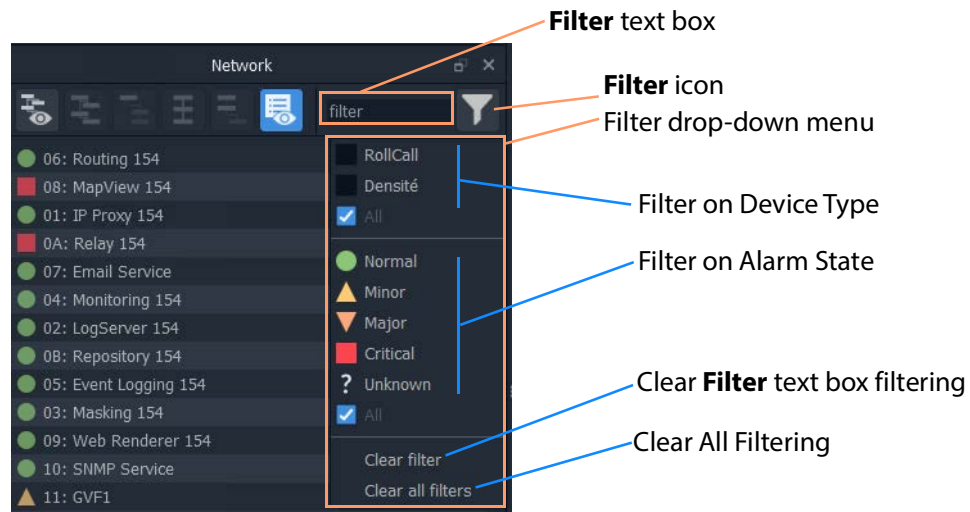 Filter text box
Network
Filter icon
filter
Filter drop-down menu
06: Routing 154
08: MapView 154
01: IP Proxy 154
0A: Relay 154
07: Email Service
04: Monitoring 154
02: LogServer 154
0B: Repository 154
05: Event Logging 154
03: Masking 154
09: Web Renderer 154
10: SNMP Service
11: GVF1
RollCall
Densité
All
Normal
Minor
Major
Critical
? Unknown
All
Clear filter
Clear all filters
Filter on Device Type
Filter on Alarm State
Clear Filter text box filtering
Clear All Filtering